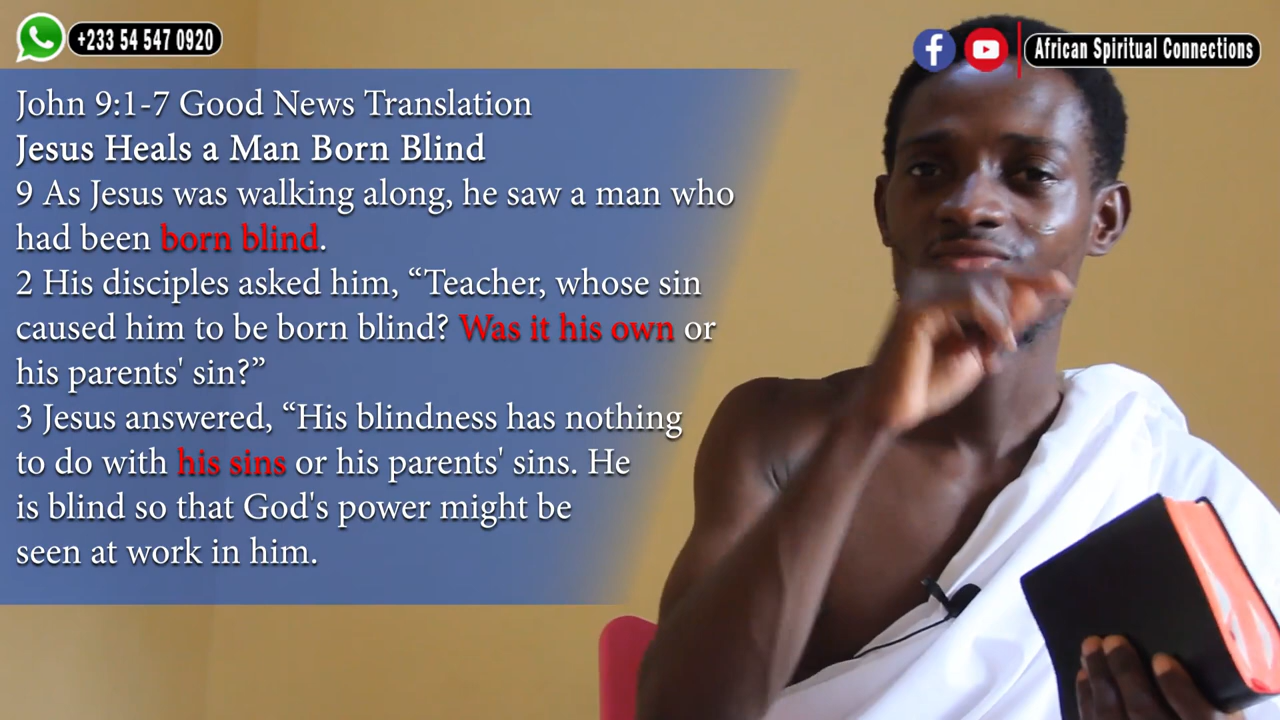 +233 54 547 0920
African Spiritual Connections
John 9:1-7 Good News Translation
Jesus Heals a Man Born Blind
9 As Jesus was walking along, he saw a man who
had been born blind.
2 His disciples asked him, “Teacher, whose sin
caused him to be born blind? Was it his own or
his parents' sin?”
3 Jesus answered, “His blindness has nothing
to do with his sins or his parents' sins. He
is blind so that God's power might be
seen at work in him.